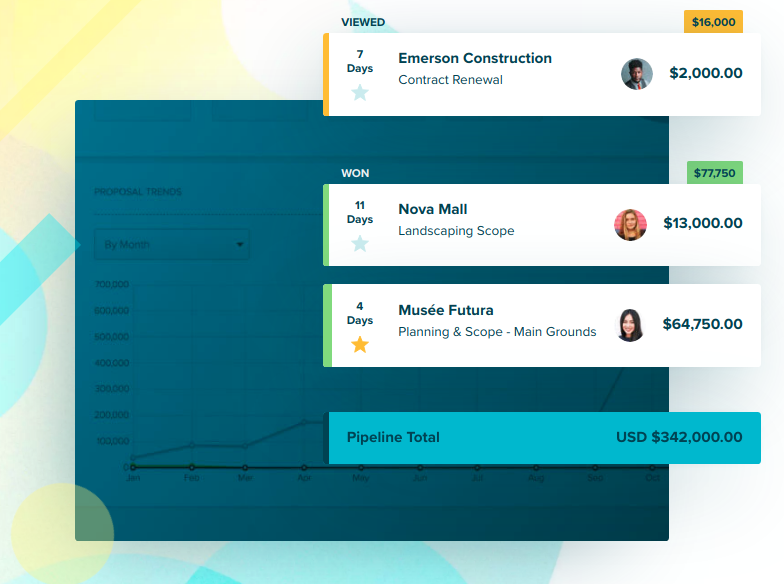 VIEWED
$16,000
7
Days
Emerson Construction
Contract Renewal
$2,000.00
PROPOSAL TRENDS
WON
$77,750
11
Days
Nova Mall
Landscaping Scope
$13,000.00
By Month
4
Days
Musée Futura
Planning & Scope - Main Grounds
$64,750.00
700,000
600,000
500,000
400,000
300,000
200,000
100,000
0
Pipeline Total
USD $342,000.00
Jan
Feb
Mar
Apr
May
Jun
Jul
Aug
Sep
Oct